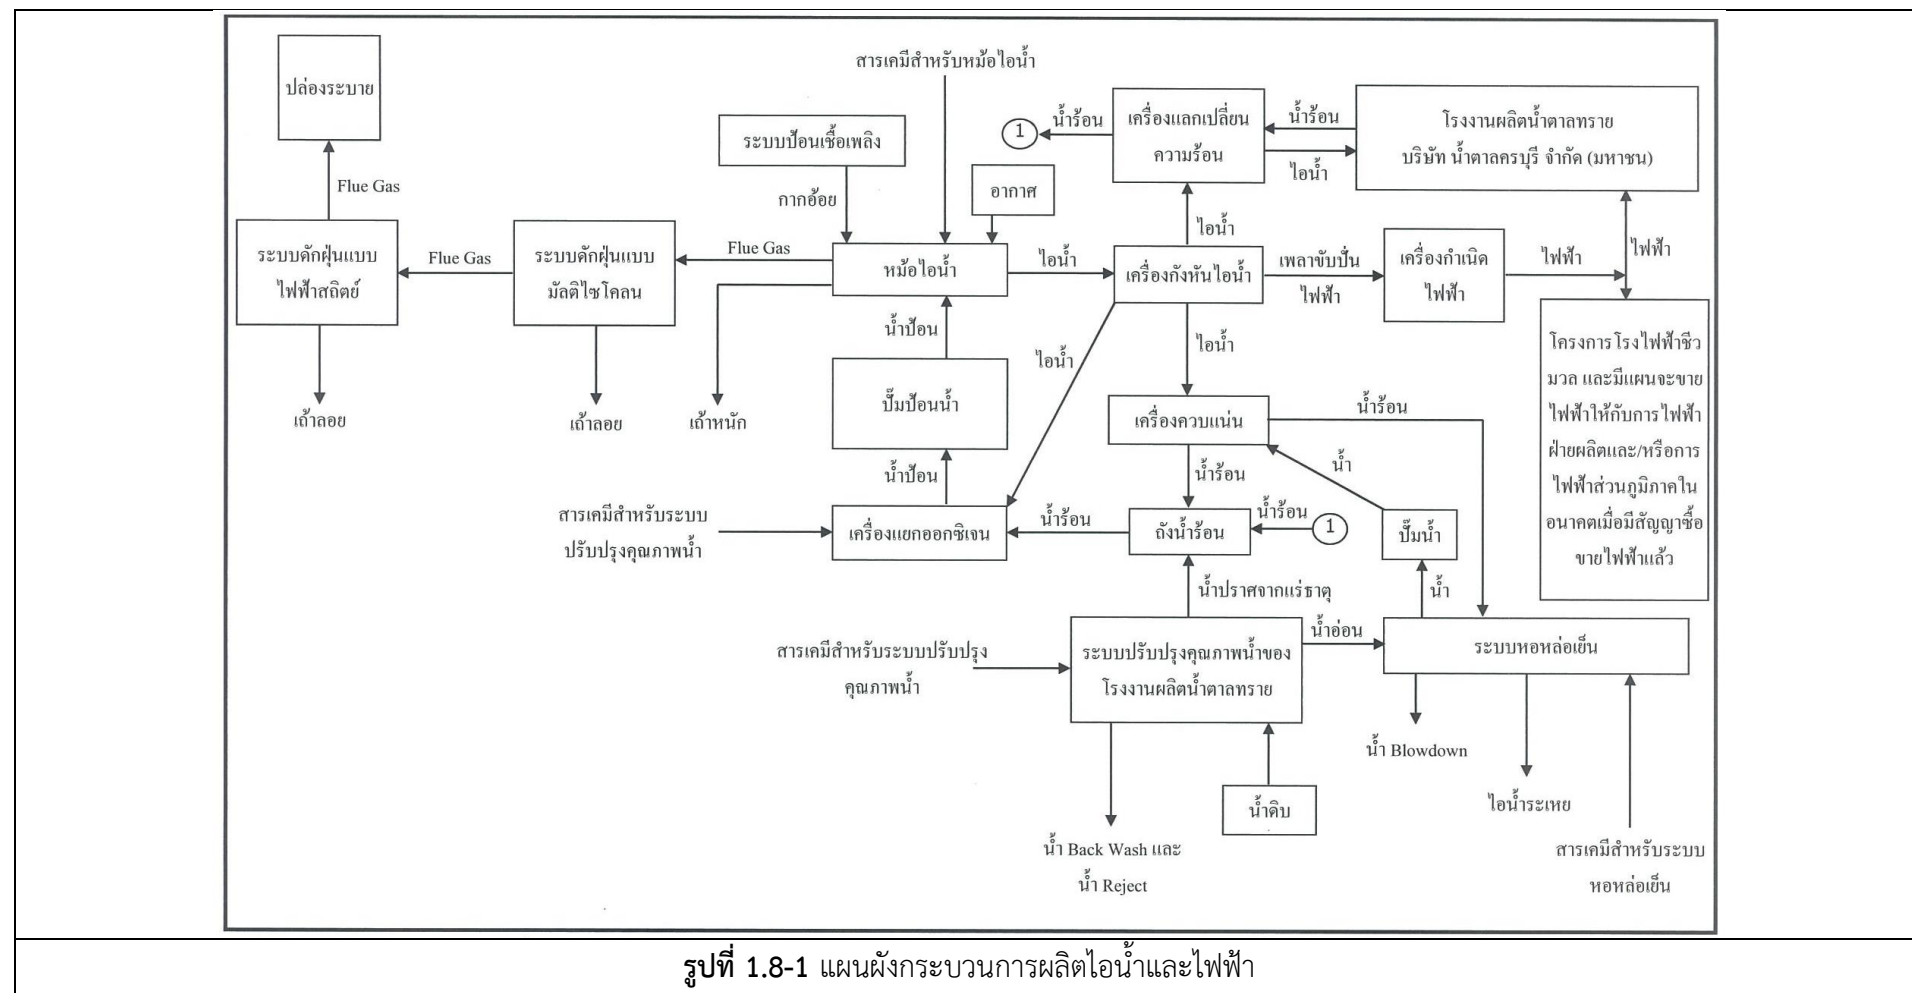 สารเคมีสำหรับหม้อไอน้ำ
ปล่องระบาย
ระบบป้อนเชื้อเพลิง
น้ำร้อน
1
เครื่องแลกเปลี่ยน
ความร้อน
น้ำร้อน
ไอน้ำ
โรงงานผลิตน้ำตาลทราย
บริษัท น้ำตาลครบุรี จำกัด (มหาชน)
Flue Gas
กากอ้อย
อากาศ
ไอน้ำ
ระบบดักฝุ่นแบบ
ไฟฟ้าสถิตย์
Flue Gas
ระบบดักฝุ่นแบบ
มัลติไซโคลน
Flue Gas
หม้อไอน้ำ
ไอน้ำ
เครื่องกังหันไอน้ำ
เพลาขับปั่น
ไฟฟ้า
เครื่องกำเนิด
ไฟฟ้า
ไฟฟ้า
ไฟฟ้า
น้ำป้อน
ไอน้ำ
ไอน้ำ
โครงการโรงไฟฟ้าชีว
มวล และมีแผนจะขาย
ไฟฟ้าให้กับการไฟฟ้า
ฝ่ายผลิตและ/หรือการ
ไฟฟ้าส่วนภูมิภาคใน
อนาคตเมื่อมีสัญญาซื้อ
ขายไฟฟ้าแล้ว
เถ้าลอย
เถ้าลอย
เถ้าหนัก
ปั๊มป้อนน้ำ
เครื่องควบแน่น
น้ำร้อน
น้ำป้อน
น้ำร้อน
น้ำ
สารเคมีสำหรับระบบ
ปรับปรุงคุณภาพน้ำ
เครื่องแยกออกซิเจน
น้ำร้อน
ถังน้ำร้อน
น้ำร้อน
1
ปั๊มน้ำ
น้ำปราศจากแร่ธาตุ
น้ำ
สารเคมีสำหรับระบบปรับปรุง
คุณภาพน้ำ
ระบบปรับปรุงคุณภาพน้ำของ
โรงงานผลิตน้ำตาลทราย
น้ำอ่อน
ระบบหอหล่อเย็น
น้ำ Blowdown
น้ำดิบ
ไอน้ำระเหย
น้ำ Back Wash และ
น้ำ Reject
สารเคมีสำหรับระบบ
หอหล่อเย็น
รูปที่ 1.8-1 แผนผังกระบวนการผลิตไอน้ำและไฟฟ้า